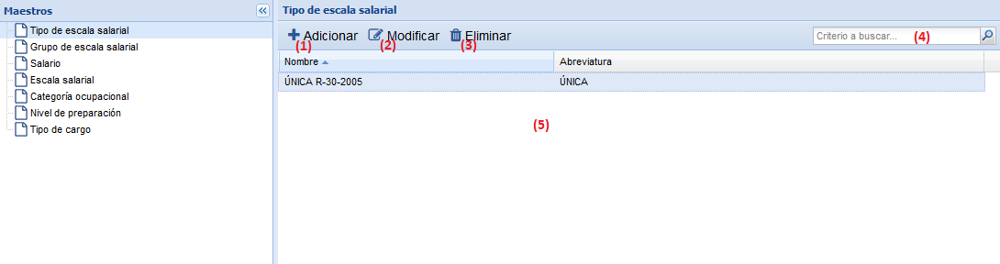 Maestros
Tipo de escala salarial
Grupo de escala salarial
Salario
Escala salarial
Categoría ocupacional
Nivel de preparación
Tipo de cargo
Tipo de escala salarial
Adicionar Modificar Eliminar Criterio a buscar...
(1) (2) (3) (4)
Nombre Abreviatura
ÚNICA R-30-2005 ÚNICA
(5)